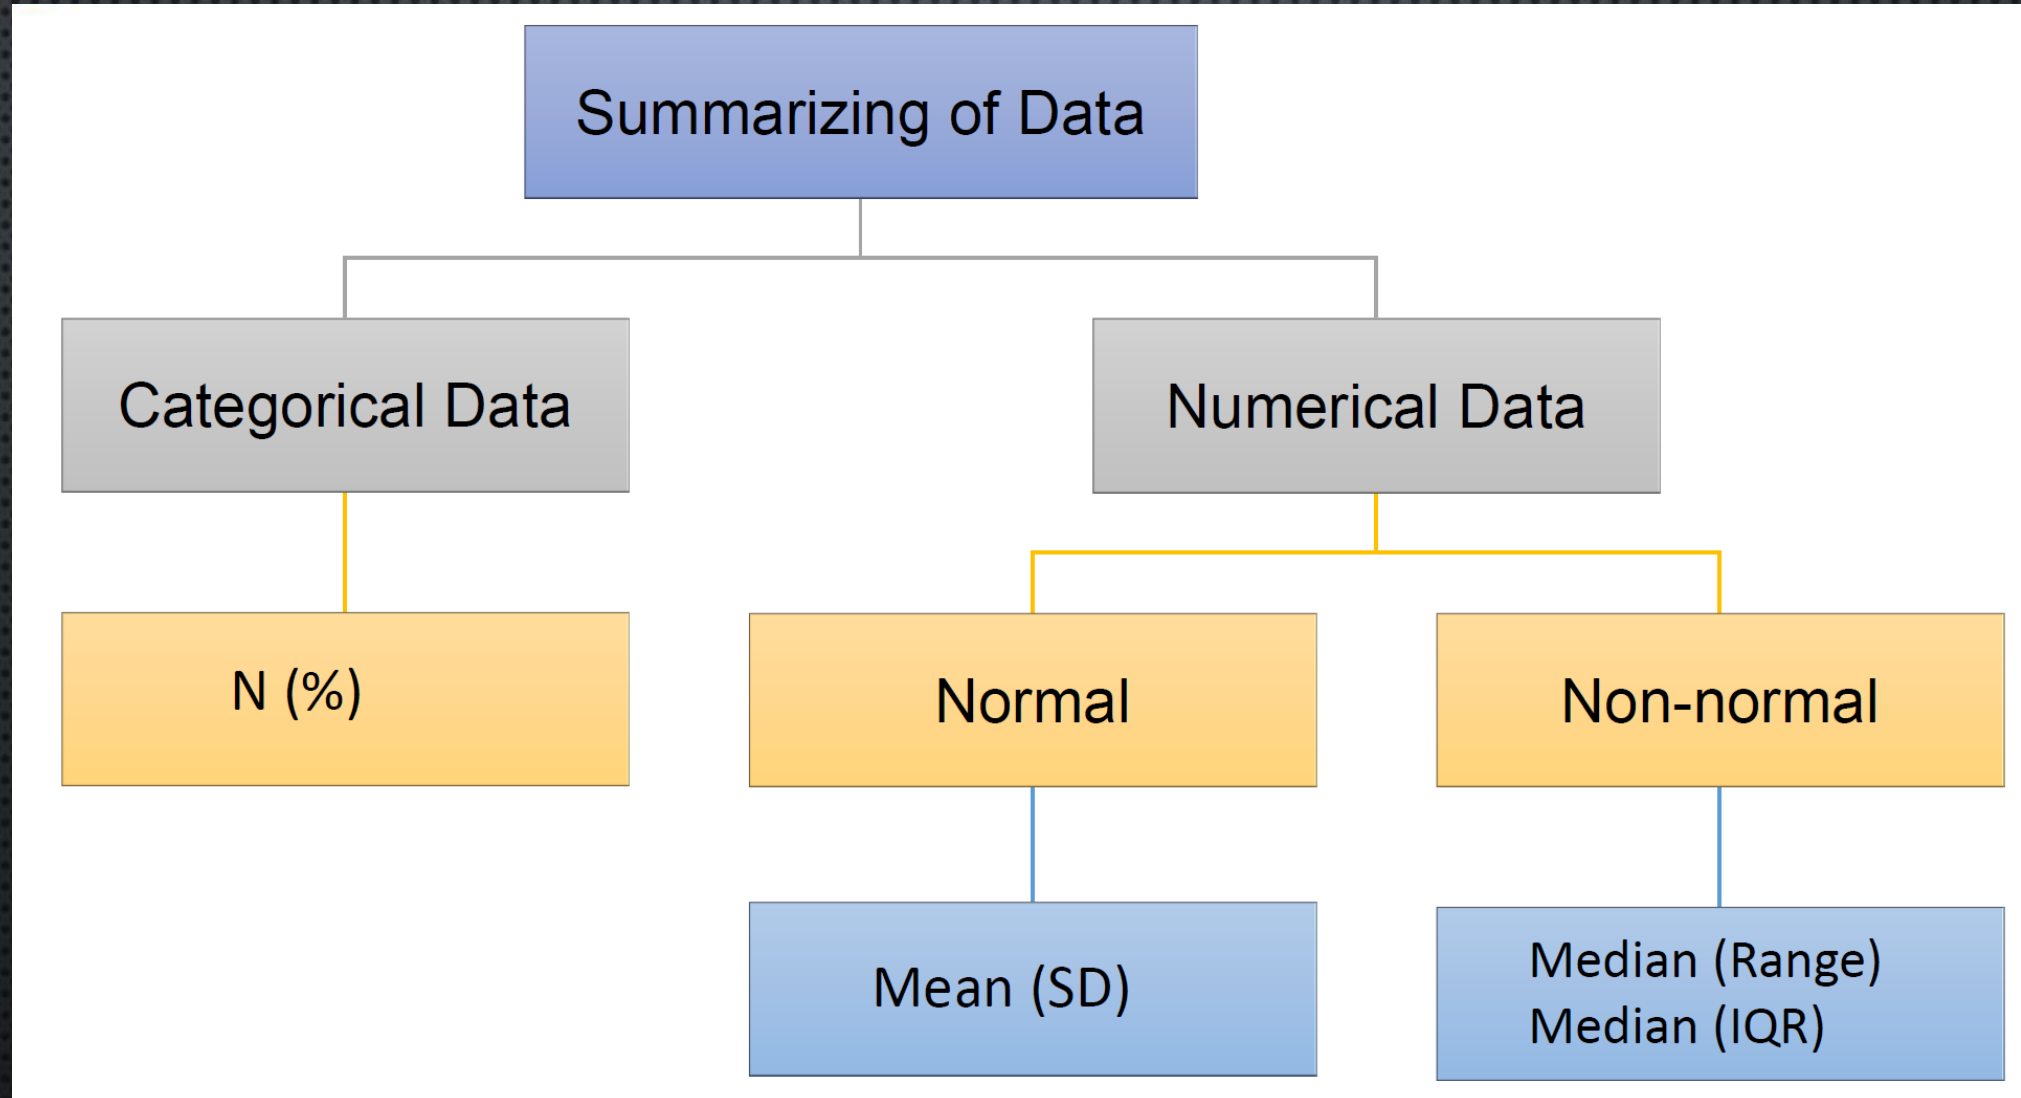 Summarizing of Data
Categorical Data
Numerical Data
N (%)
Normal
Non-normal
Mean (SD)
Median (Range)
Median (IQR)